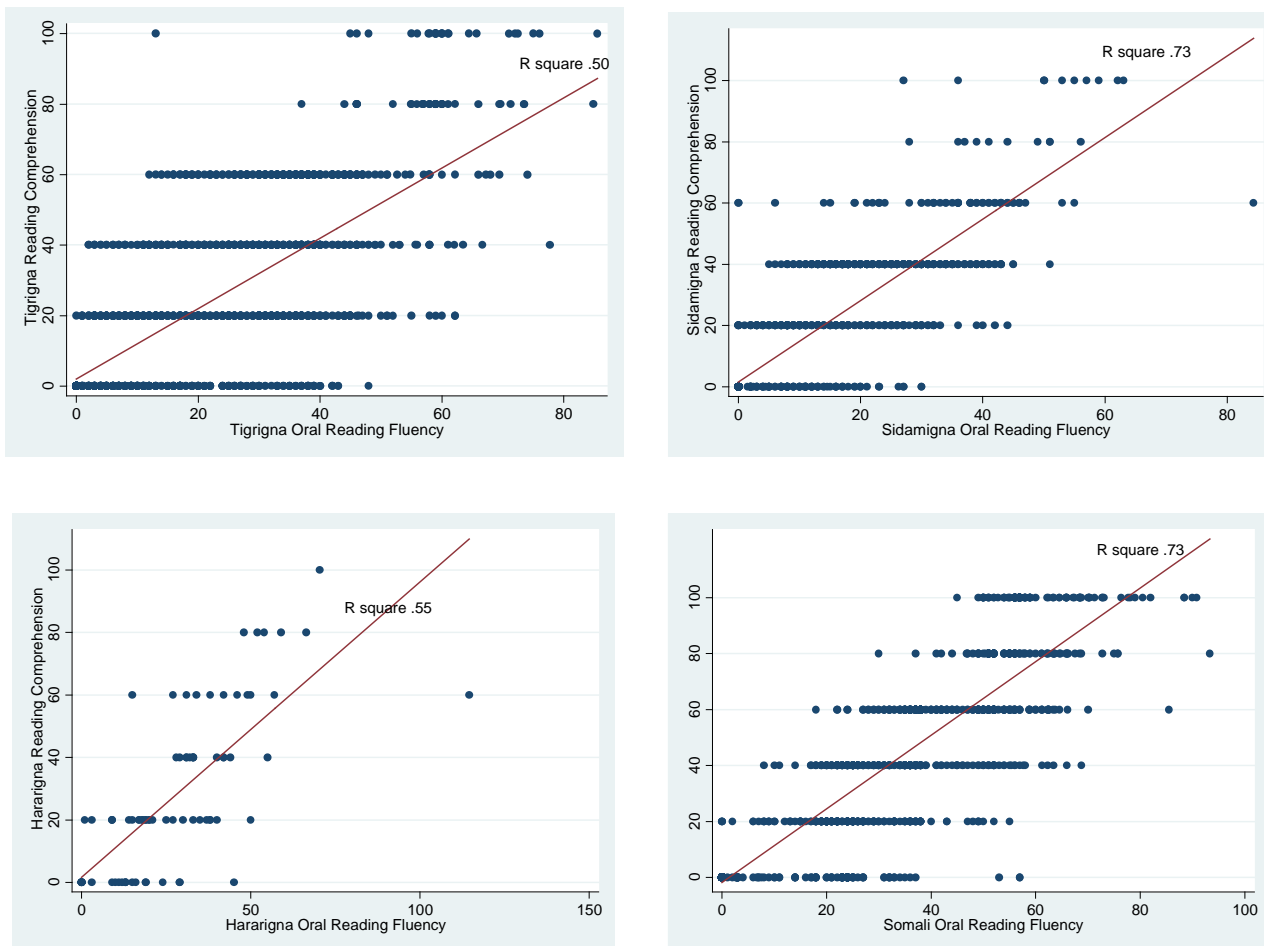 Tigrigna Reading Comprehension
100
80
60
40
20
0
R square .50
0 20 40 60 80
Tigrigna Oral Reading Fluency
Sidamigna Reading Comprehension
100
80
60
40
20
0
R square .73
0 20 40 60 80
Sidamigna Oral Reading Fluency
Hararigna Reading Comprehension
100
80
60
40
20
0
R square .55
0 50 100 150
Hararigna Oral Reading Fluency
Somali Reading Comprehension
100
80
60
40
20
0
R square .73
0 20 40 60 80 100
Somali Oral Reading Fluency